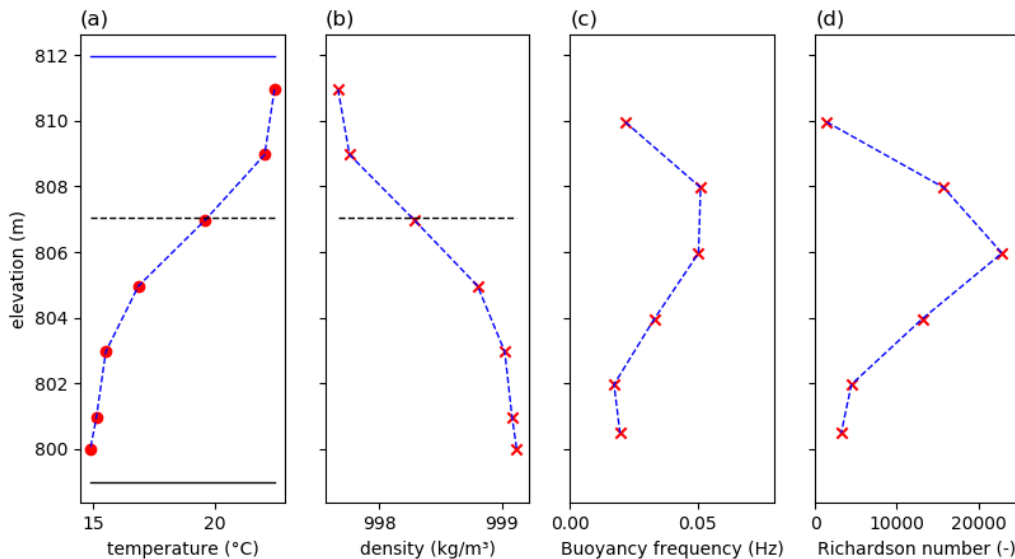 (a)
(b)
(c)
(d)
812
810
808
806
804
802
800
elevation (m)
15
20
998
999
0.00
0.05
0
10000
20000
temperature (°C)
density (kg/m³)
Buoyancy frequency (Hz)
Richardson number (-)